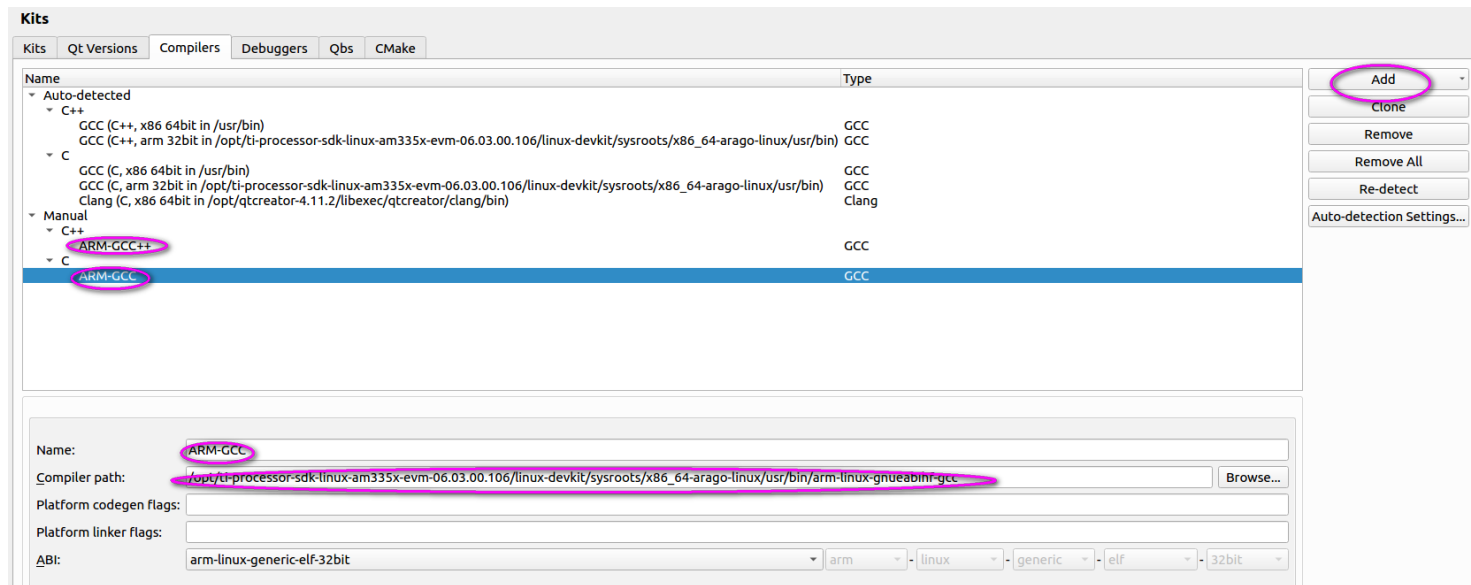 Kits
Kits Qt Versions Compilers Debuggers Qbs CMake
Name Type
Auto-detected
C++
GCC (C++, x86 64bit in /usr/bin) GCC
GCC (C++, arm 32bit in /opt/ti-processor-sdk-linux-am335x-evm-06.03.00.106/linux-devkit/sysroots/x86_64-arago-linux/usr/bin) GCC
C
GCC (C, x86 64bit in /usr/bin) GCC
GCC (C, arm 32bit in /opt/ti-processor-sdk-linux-am335x-evm-06.03.00.106/linux-devkit/sysroots/x86_64-arago-linux/usr/bin) GCC
Clang (C, x86 64bit in /opt/qtcreator-4.11.2/libexec/qtcreator/clang/bin) Clang
Manual
C++
ARM-GCC++ GCC
C
ARM-GCC GCC
Add
Clone
Remove
Remove All
Re-detect
Auto-detection Settings...
Name: ARM-GCC
Compiler path: /opt/ti-processor-sdk-linux-am335x-evm-06.03.00.106/linux-devkit/sysroots/x86_64-arago-linux/usr/bin/arm-linux-gnueabihf-gcc Browse...
Platform codegen flags:
Platform linker flags:
ABI: arm-linux-generic-elf-32bit arm - linux - generic - elf - 32bit